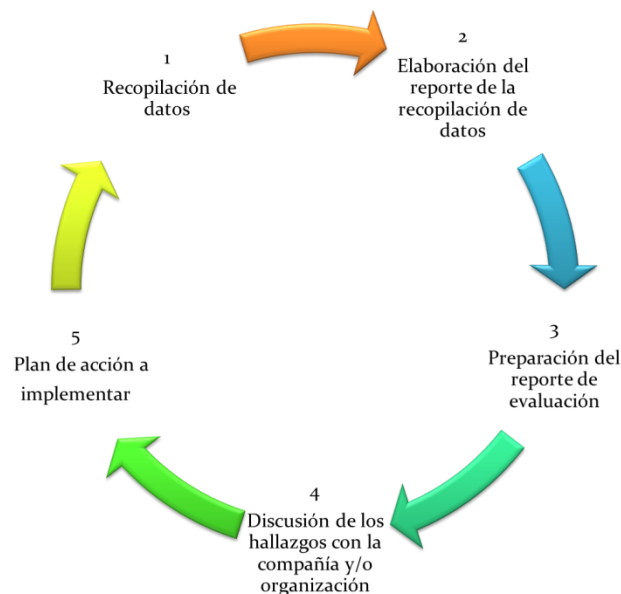 1
Recopilación de
datos
2
Elaboración del
reporte de la
recopilación de
datos
3
Preparación del
reporte de
evaluación
4
Discusión de los
hallazgos con la
compañía y/o
organización
5
Plan de acción a
implementar